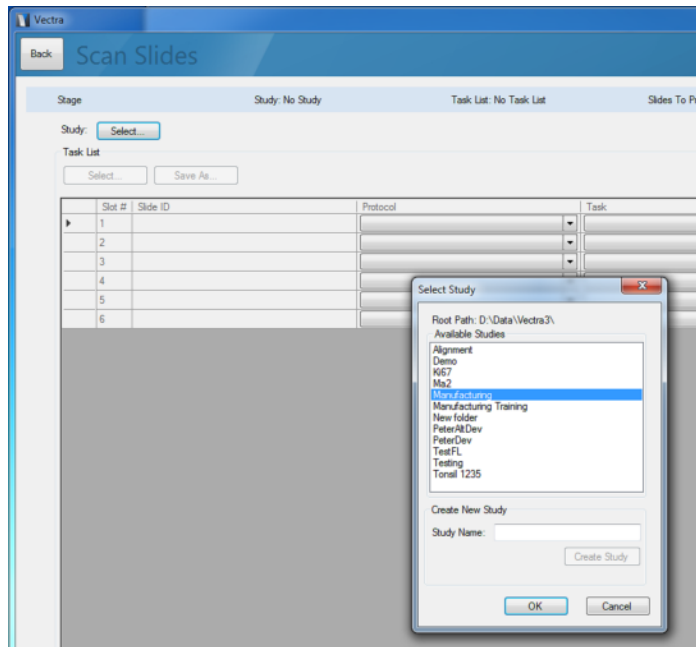 Vectra
Back Scan Slides
Stage Study: No Study Task List: No Task List Slides To
Study: Select...
Task List
Select... Save As...
Slot # Slide ID Protocol Task
1
2
3
4
5
6
Select Study
Root Path: D:\Data\Vectra3\
Available Studies
Alignment
Demo
Ki67
Ma2
Manufacturing
Manufacturing Training
New folder
PeterAltDev
PeterDev
TestFL
Testing
Tonsil 1235
Create New Study
Study Name:
Create Study
OK Cancel